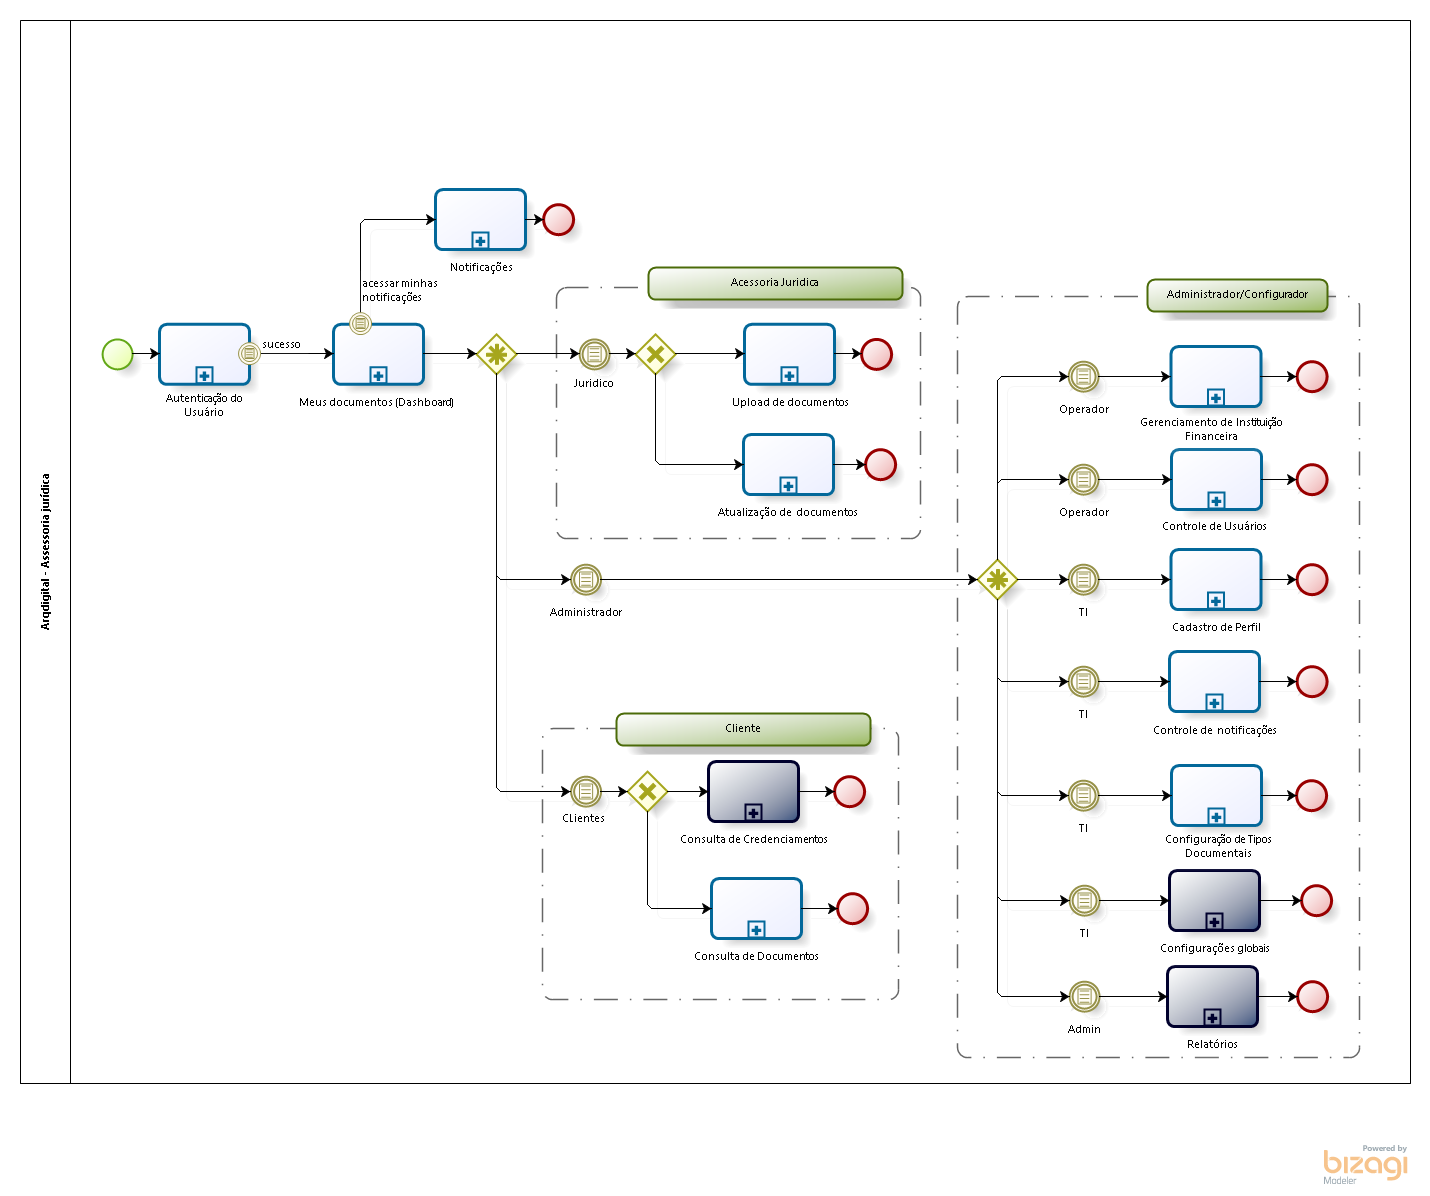 Arqdigital - Assessoria jurídica
Notificações
acessar minhas
notificações
Acessoria Juridica
Administrador/Configurador
sucesso
Autenticação do
Usuário
Meus documentos (Dashboard)
Juridico
Upload de documentos
Atualização de documentos
Operador
Gerenciamento de Instituição
Financeira
Operador
Controle de Usuários
Administrador
TI
Cadastro de Perfil
TI
Controle de notificações
Cliente
CLientes
Consulta de Credenciamentos
Consulta de Documentos
TI
Configuração de Tipos
Documentais
TI
Configurações globais
Admin
Relatórios
Powered by
bizagi
Modeler